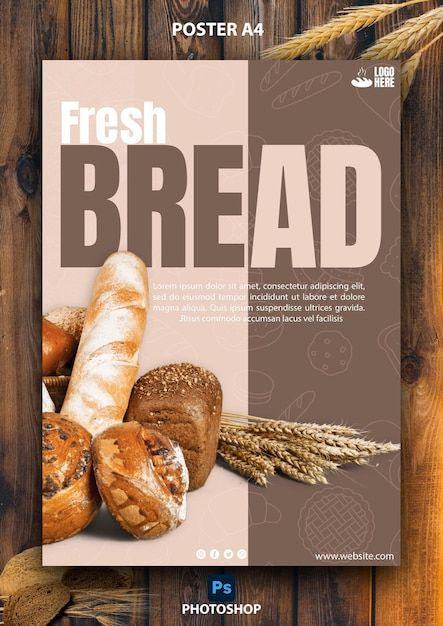 POSTER A4
LOGO
HERE
Fresh
BREAD
Lorem ipsum dolor sit amet, consectetur adipiscing
elit, sed do eiusmod tempor incididunt ut labore et dolore
magna aliqua. Quis ipsum suspendisse ultrices gravida.
Risus commodo viverra maecenas accumsan lacus vel facilisis
www.website.com
Ps
PHOTOSHOP